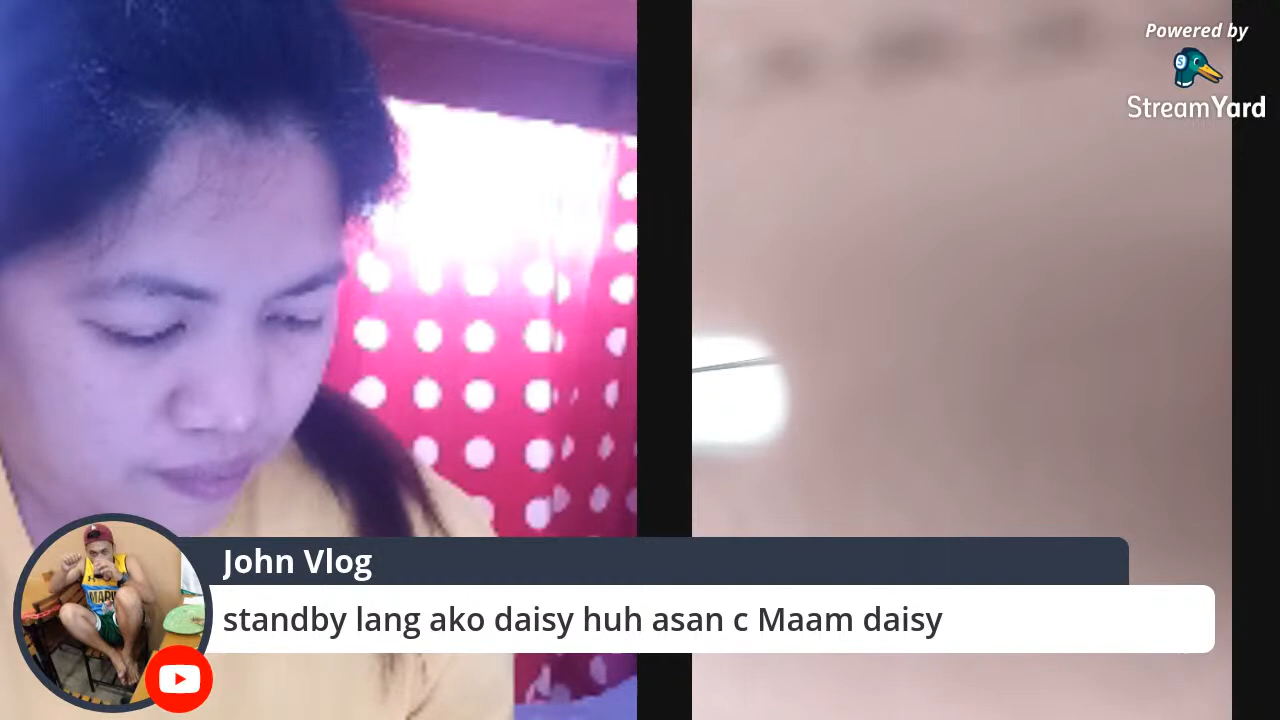 Powered by
StreamYard
John Vlog
standby lang ako daisy huh asan c Maam daisy